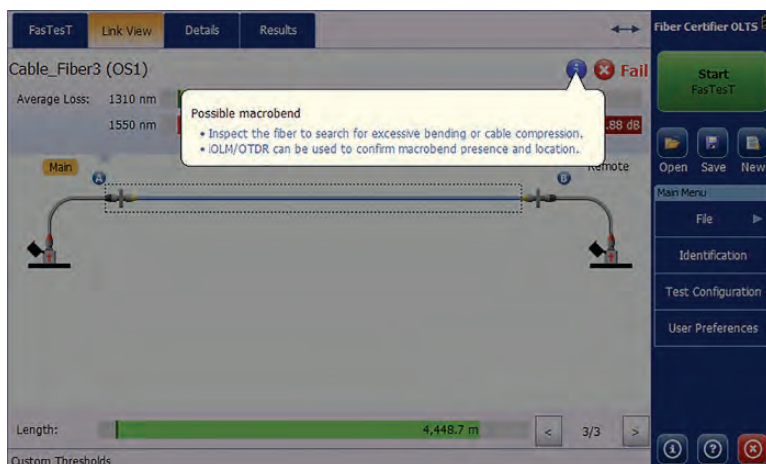 FasTesT Link View Details Results
Fiber Certifier OLTS
Cable_Fiber3 (OS1)
Fail
Start
FasTesT
Average Loss: 1310 nm
1550 nm
.88 dB
Possible macrobend
• Inspect the fiber to search for excessive bending or cable compression.
• iOLM/OTDR can be used to confirm macrobend presence and location.
Open Save New
Main
A
B
Remote
Main Menu
File
Identification
Test Configuration
User Preferences
Length: 4,448.7 m
< 3/3 >
Custom Thresholds